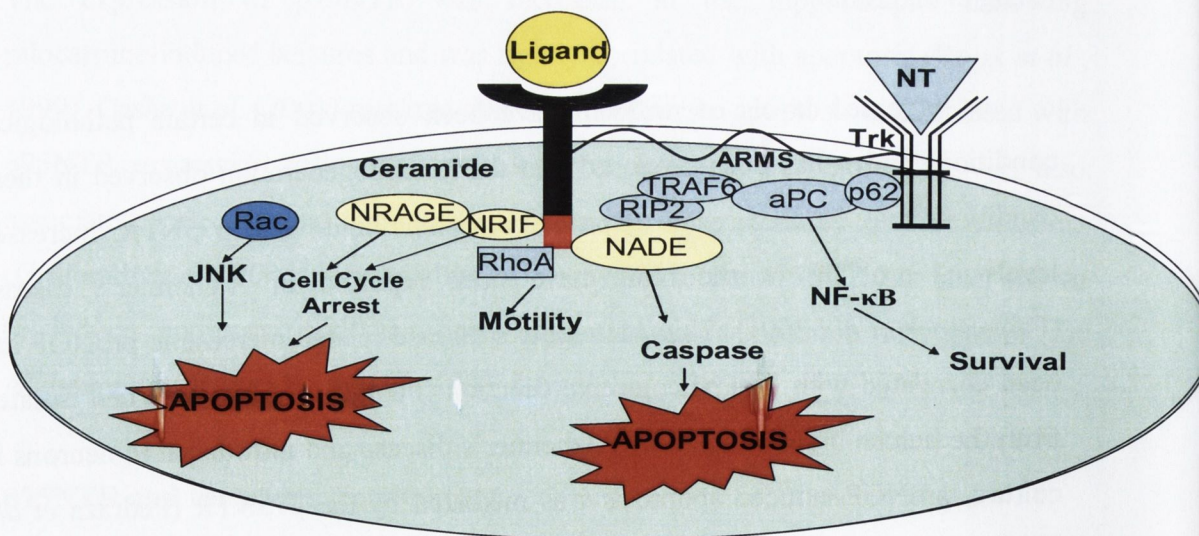 Ligand
NT
Trk
ARMS
Ceramide
TRAF6
aPC
p62
Rac
NRAGE
NRIF
RIP2
NADE
RhoA
JNK
Cell Cycle
Arrest
Motility
NF-κB
Caspase
Survival
APOPTOSIS
APOPTOSIS